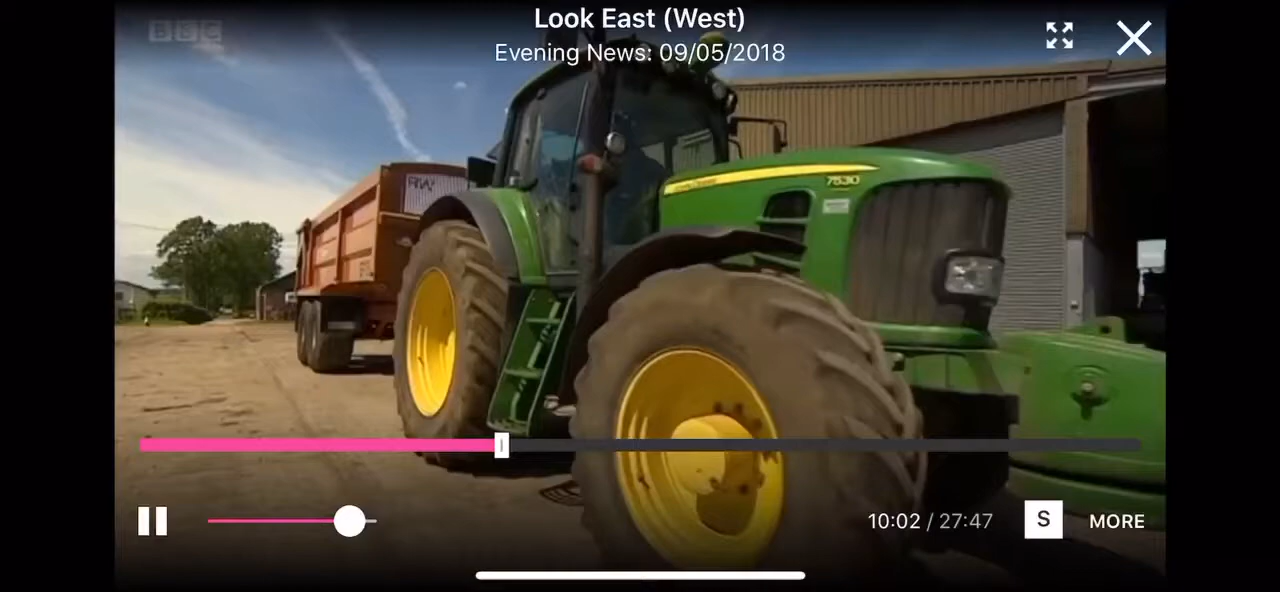 BBC
Look East (West)
Evening News: 09/05/2018
7530
10:02 / 27:47
S
MORE